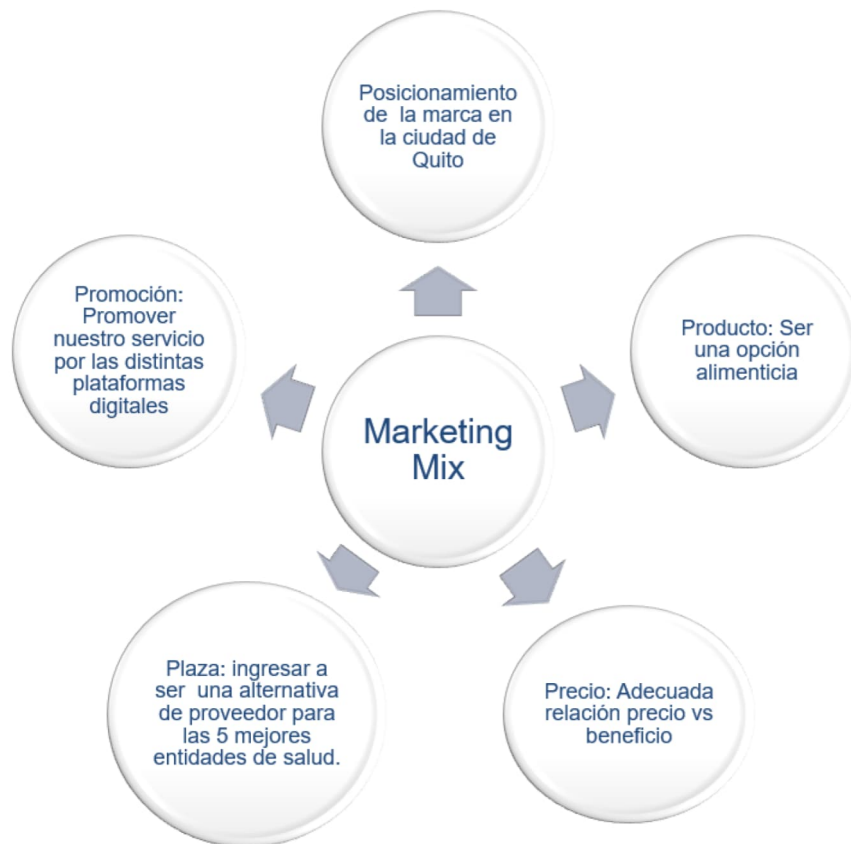 Posicionamiento
de la marca en
la ciudad de
Quito
Promoción:
Promover
nuestro servicio
por las distintas
plataformas
digitales
Producto: Ser
una opción
alimenticia
Marketing
Mix
Plaza: ingresar a
ser una alternativa
de proveedor para
las 5 mejores
entidades de salud.
Precio: Adecuada
relación precio vs
beneficio